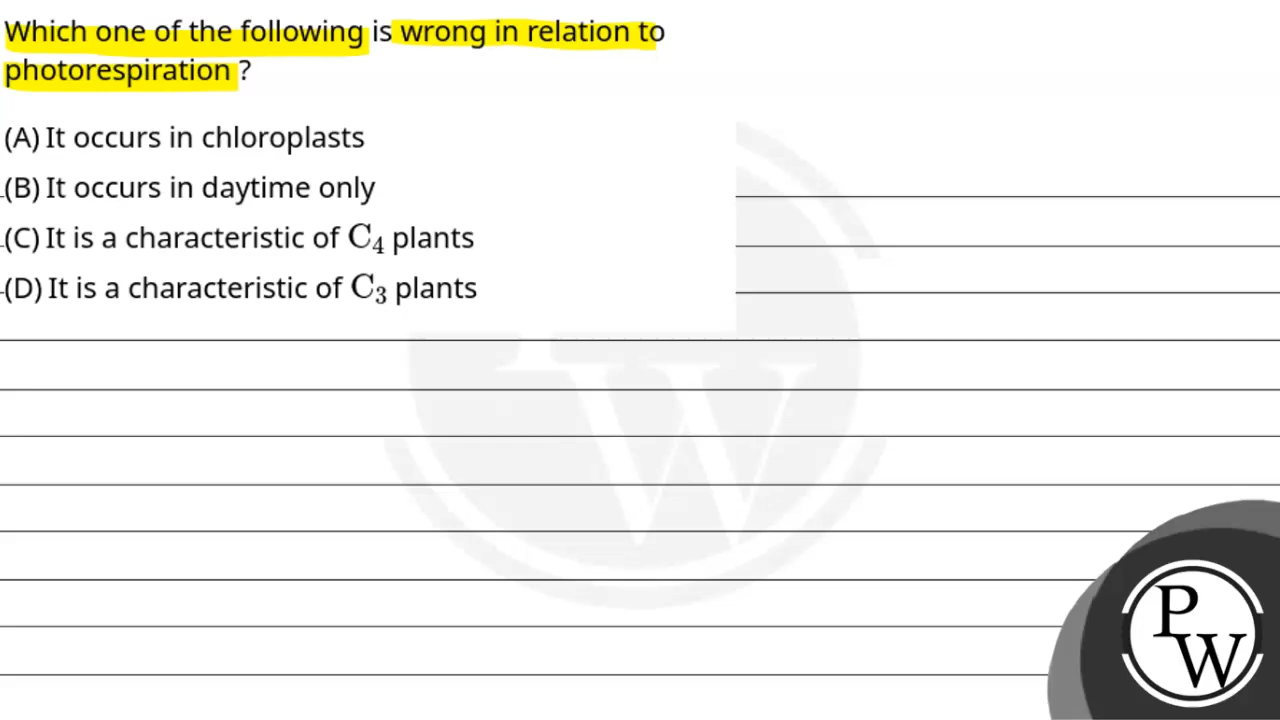 Which one of the following is wrong in relation to
photorespiration ?
(A) It occurs in chloroplasts
(B) It occurs in daytime only
(C) It is a characteristic of C₄ plants
(D) It is a characteristic of C₃ plants
PW
PW